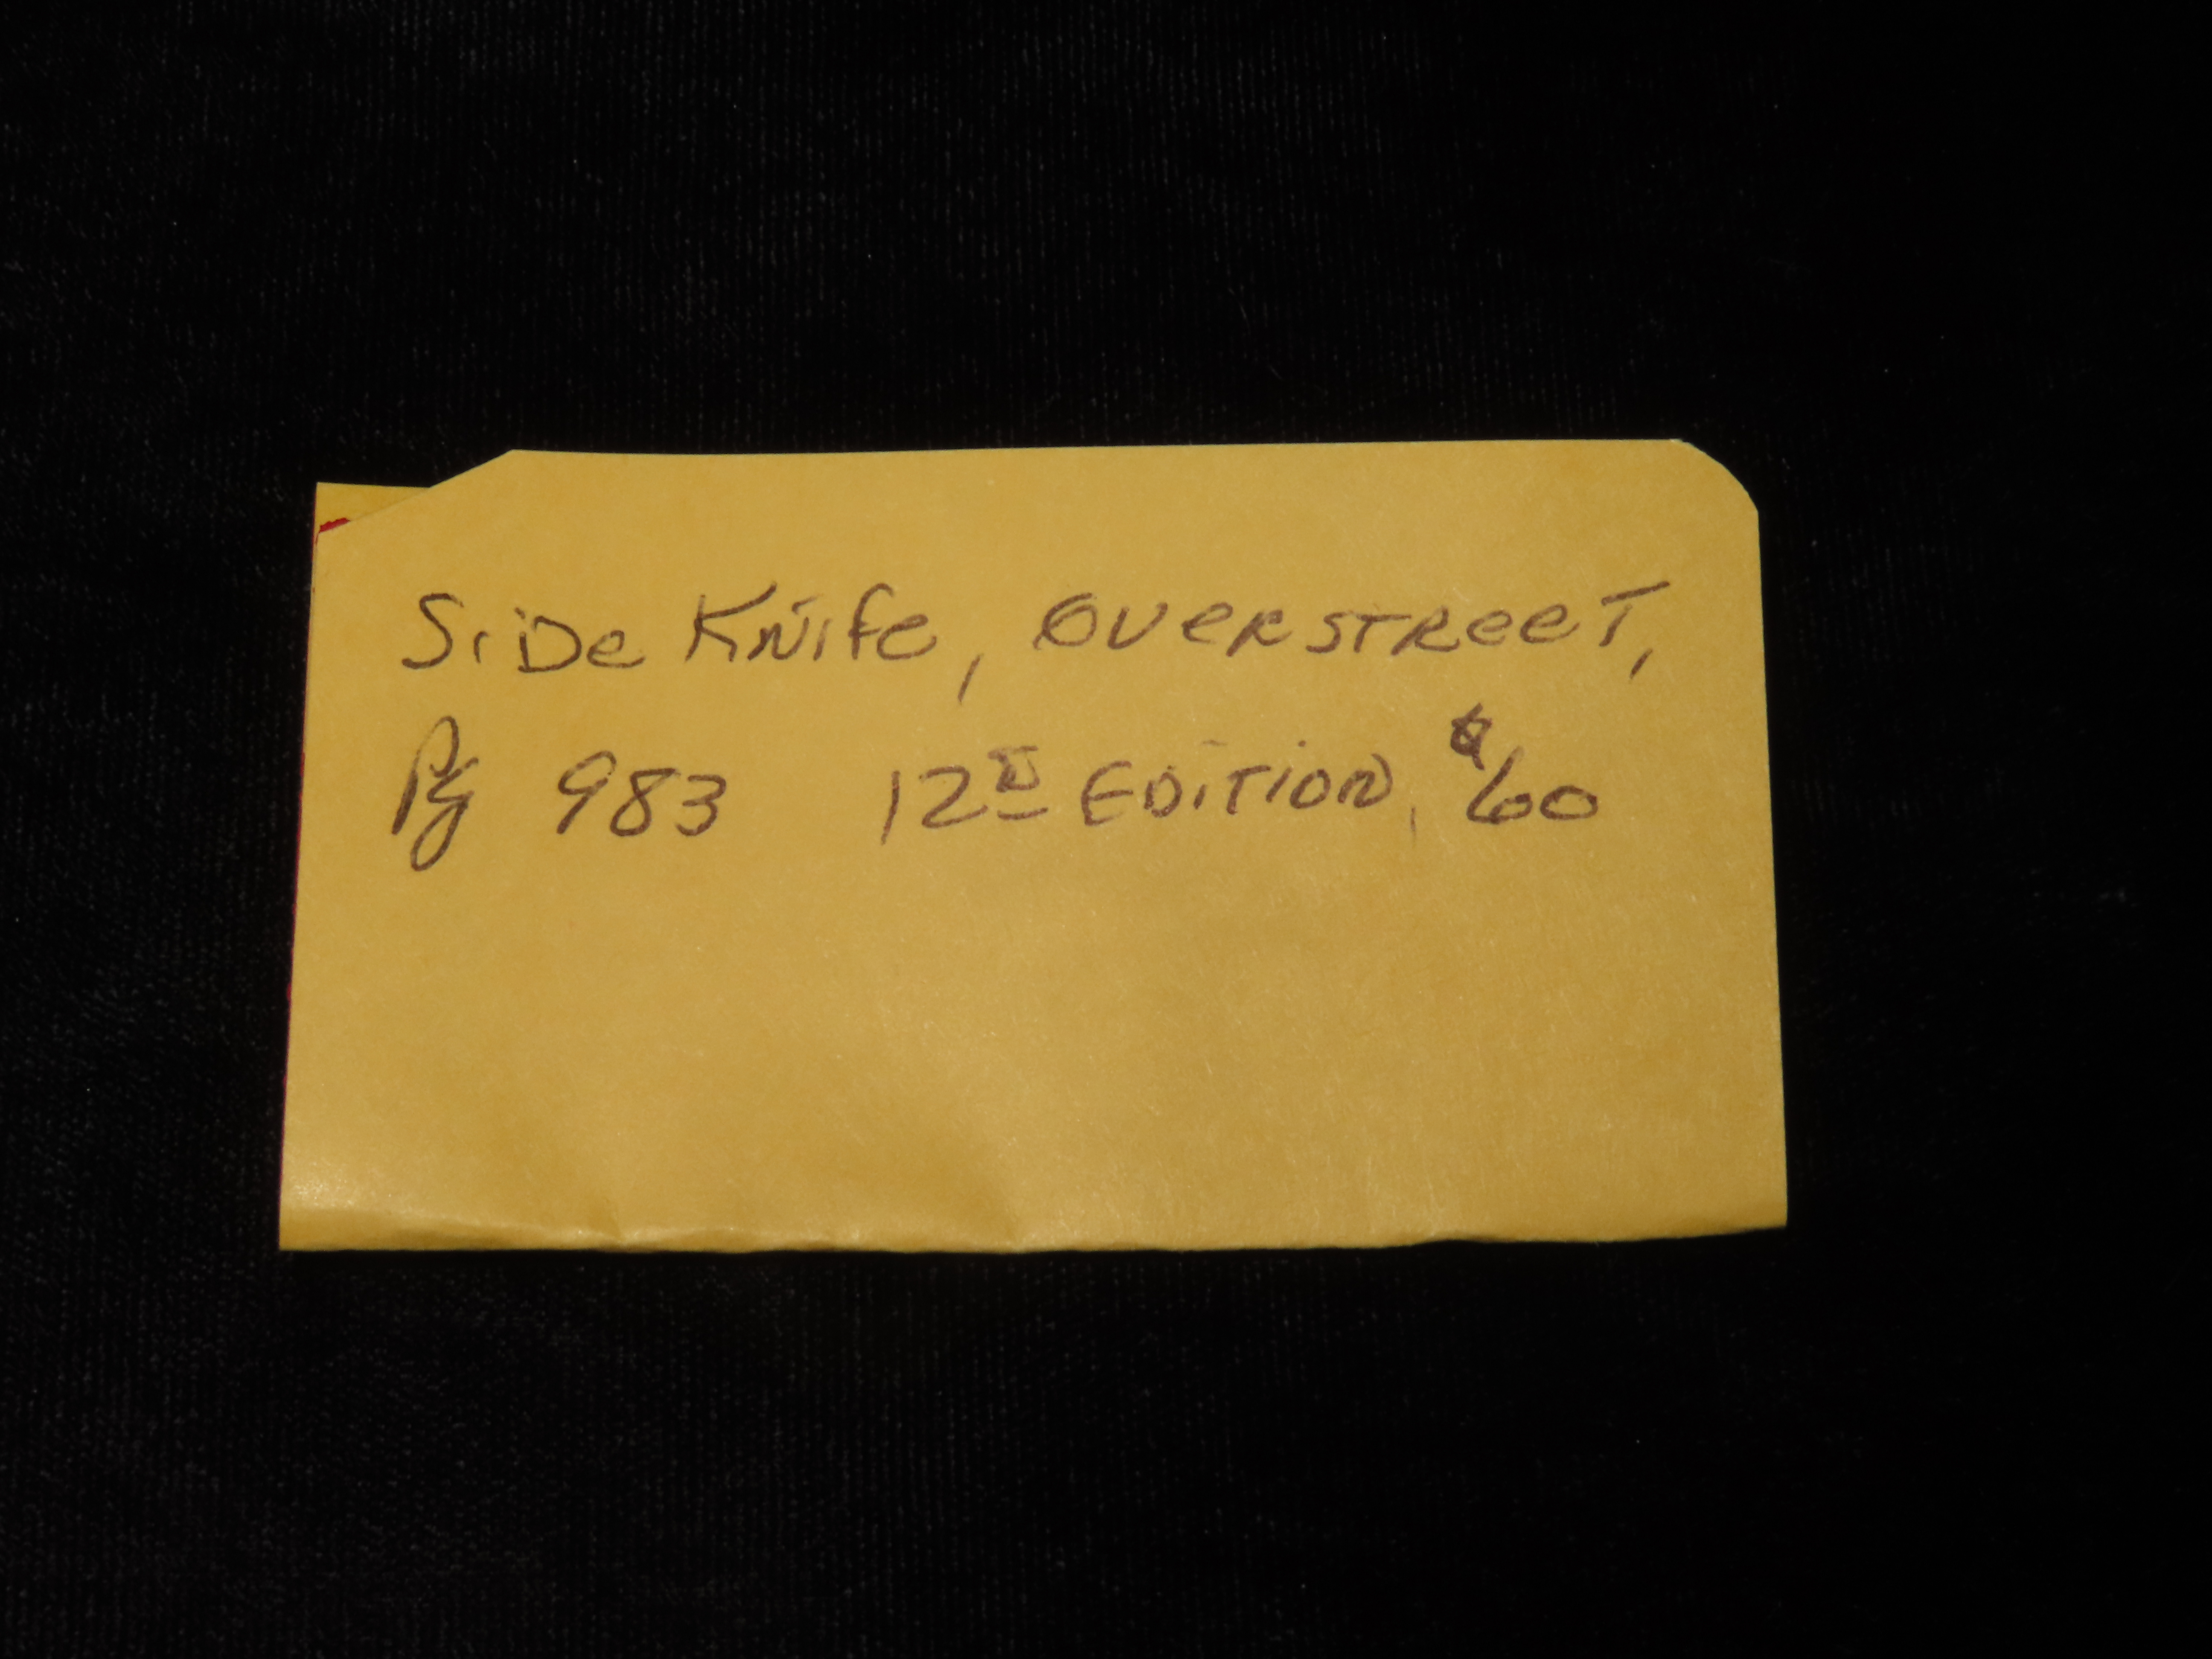 Side Knife, Overstreet,
Pg 983 12th Edition, $60